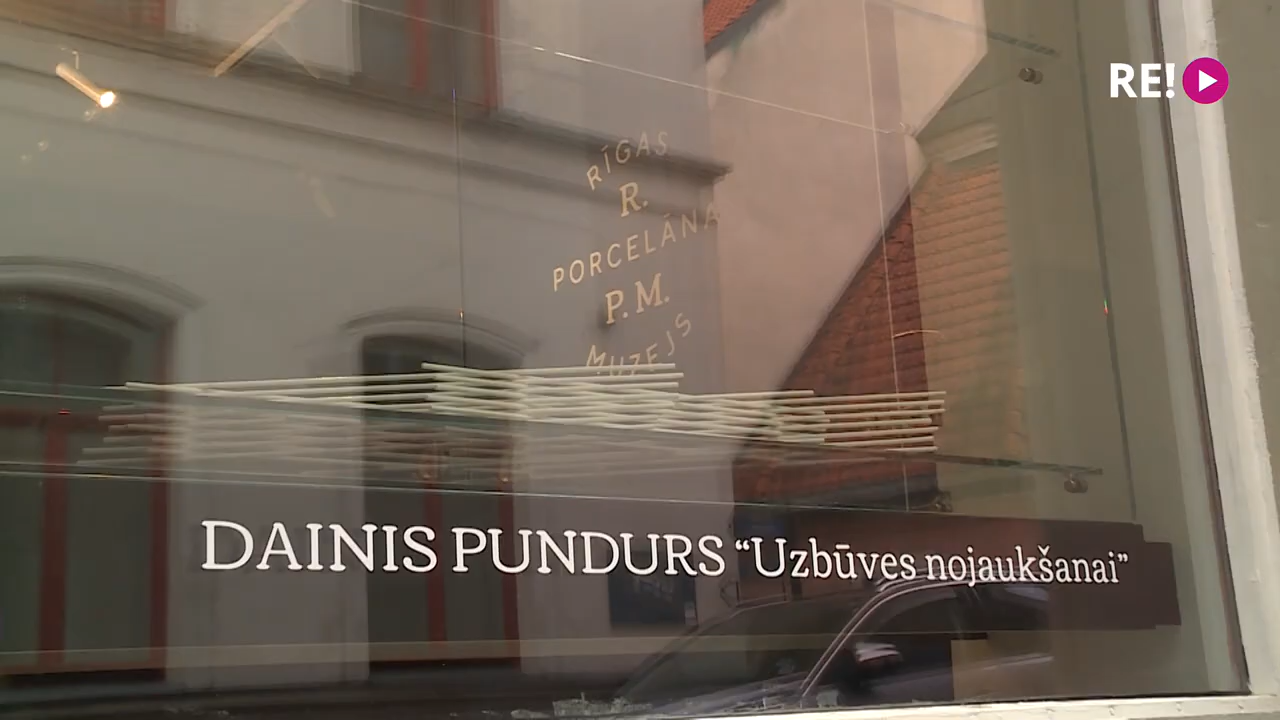 RE!
RĪGAS
R.
PORCELĀNA
P. M.
MUZEJS
DAINIS PUNDURS “Uzbūves nojaukšanai”